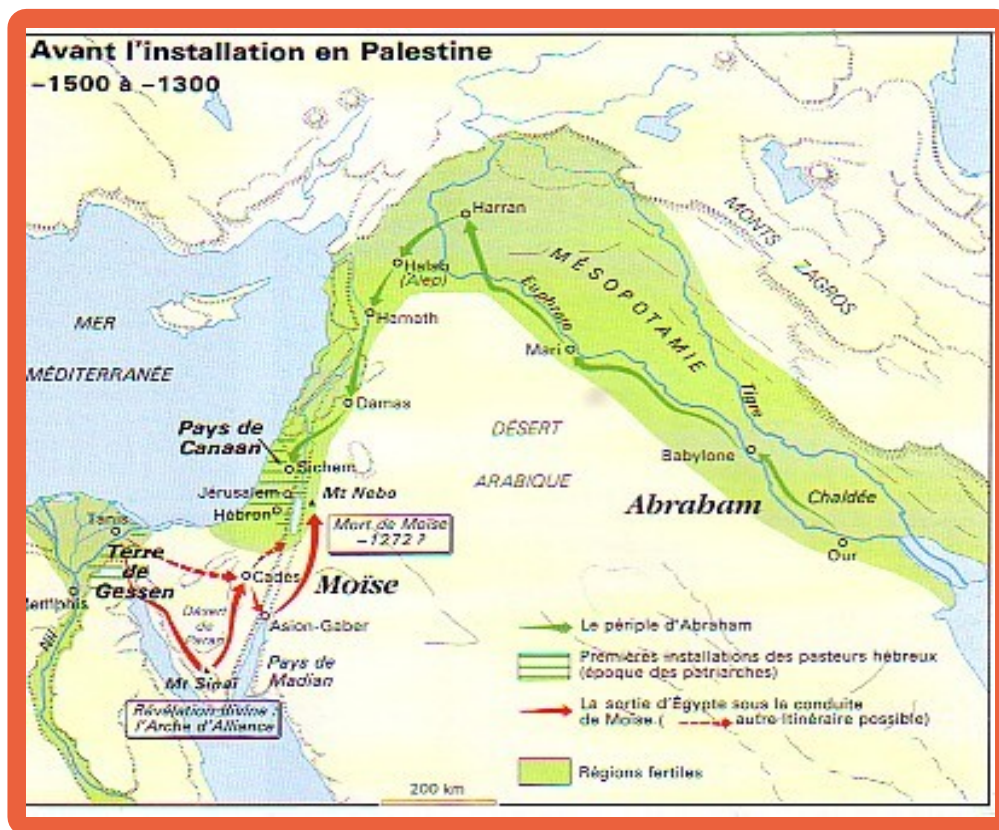 Avant l'installation en Palestine
-1500 à -1300
Harran
Haleb
(Alep)
Hamath
MÉSOPOTAMIE
Euphrate
MONTS
ZAGROS
MER
MÉDITERRANÉE
Mari
Tigre
Damas
DÉSERT
ARABIQUE
Pays de
Canaan
Sichem
Babylone
Jérusalem
Mt Nebo
Hébron
Abraham
Chaldée
Tanis
Mort de Moïse
-1272 ?
Our
Terre
de
Gessen
Cades
Moïse
Memphis
Désert
de
Paran
Asion-Gaber
Nil
Pays de
Madian
Mt Sinaï
Révélation divine :
l'Arche d'Alliance
Le périple d'Abraham
Premières installations des pasteurs hébreux
(époque des patriarches)
La sortie d'Égypte sous la conduite
de Moïse. ( autre itinéraire possible)
Régions fertiles
200 km